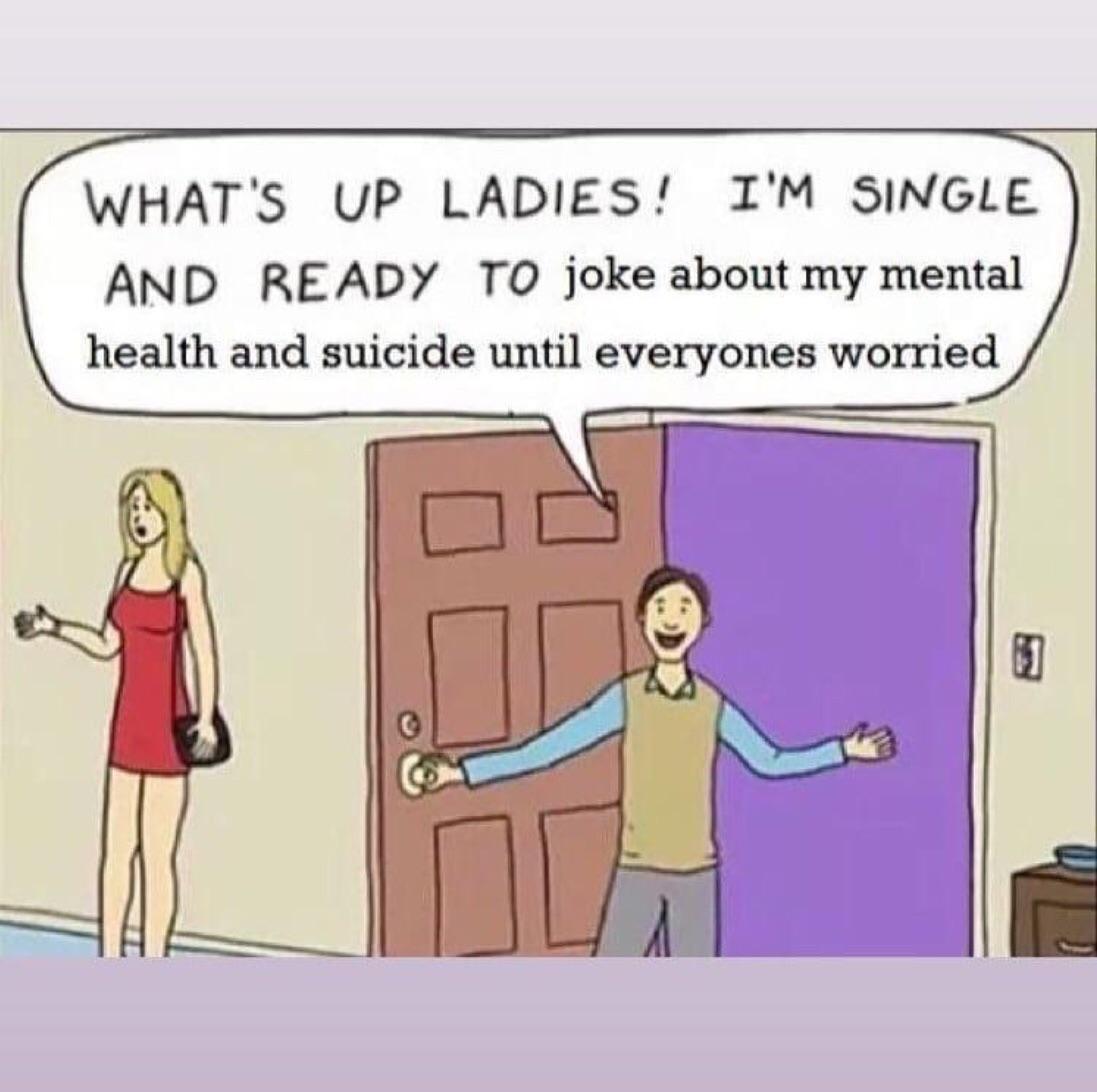 WHAT'S UP LADIES! I'M SINGLE
AND READY TO joke about my mental
health and suicide until everyones worried